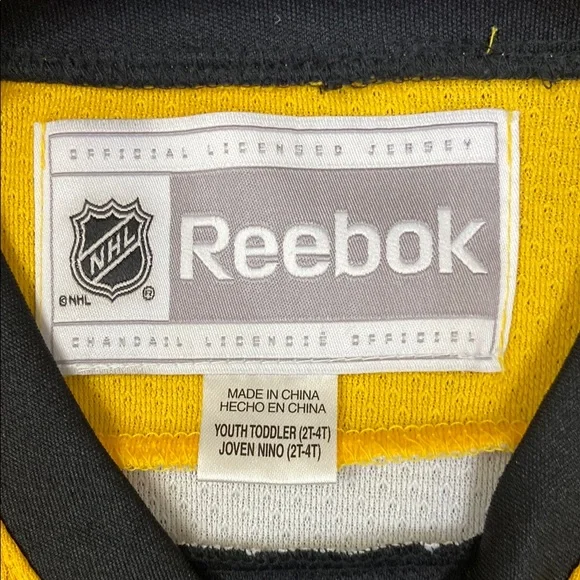 OFFICIAL LICENSED JERSEY
NHL
Reebok
©NHL
®
CHANDAIL LICENCIÉ OFFICIEL
MADE IN CHINA
HECHO EN CHINA
YOUTH TODDLER (2T-4T)
JOVEN NINO (2T-4T)